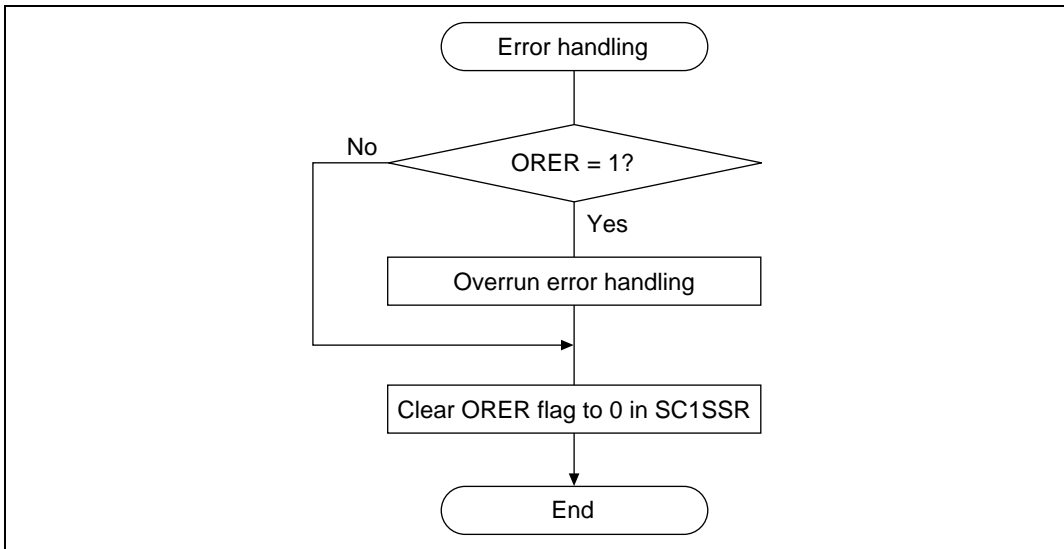 Error handling
No
ORER = 1?
Yes
Overrun error handling
Clear ORER flag to 0 in SC1SSR
End